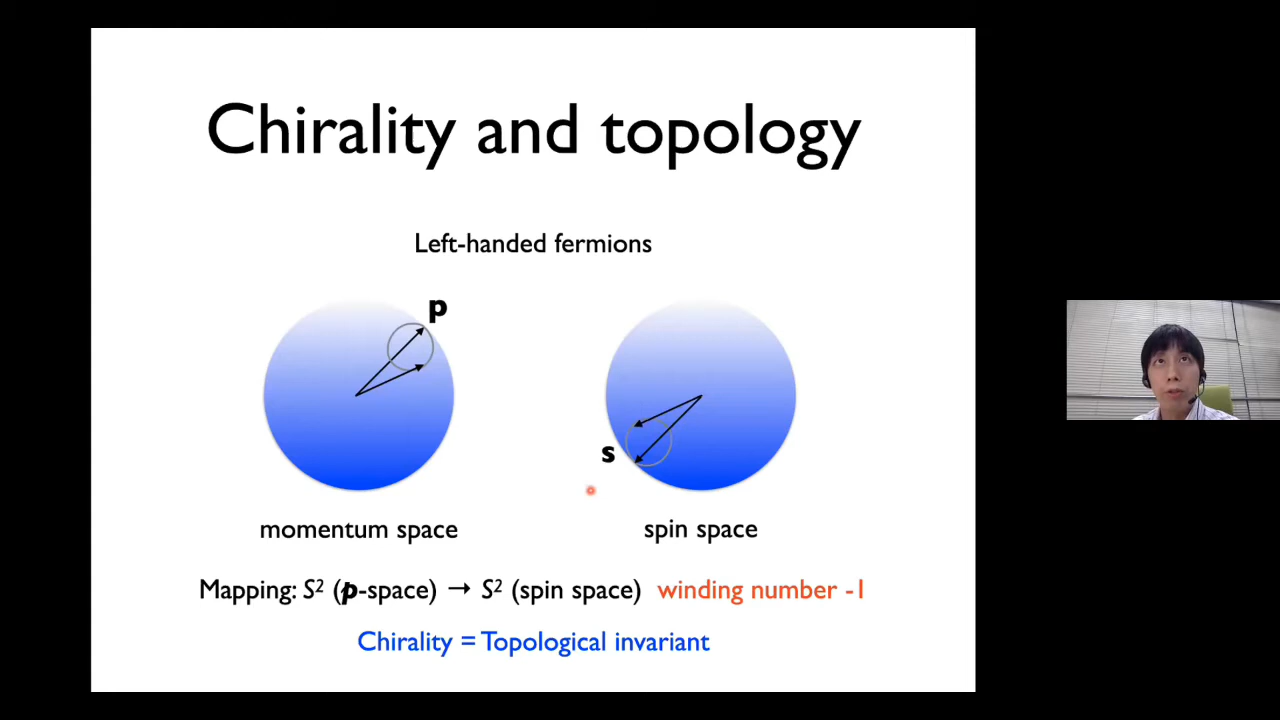 Chirality and topology
Left-handed fermions
p
s
momentum space
spin space
Mapping: S² (p-space) → S² (spin space) winding number -1
Chirality = Topological invariant